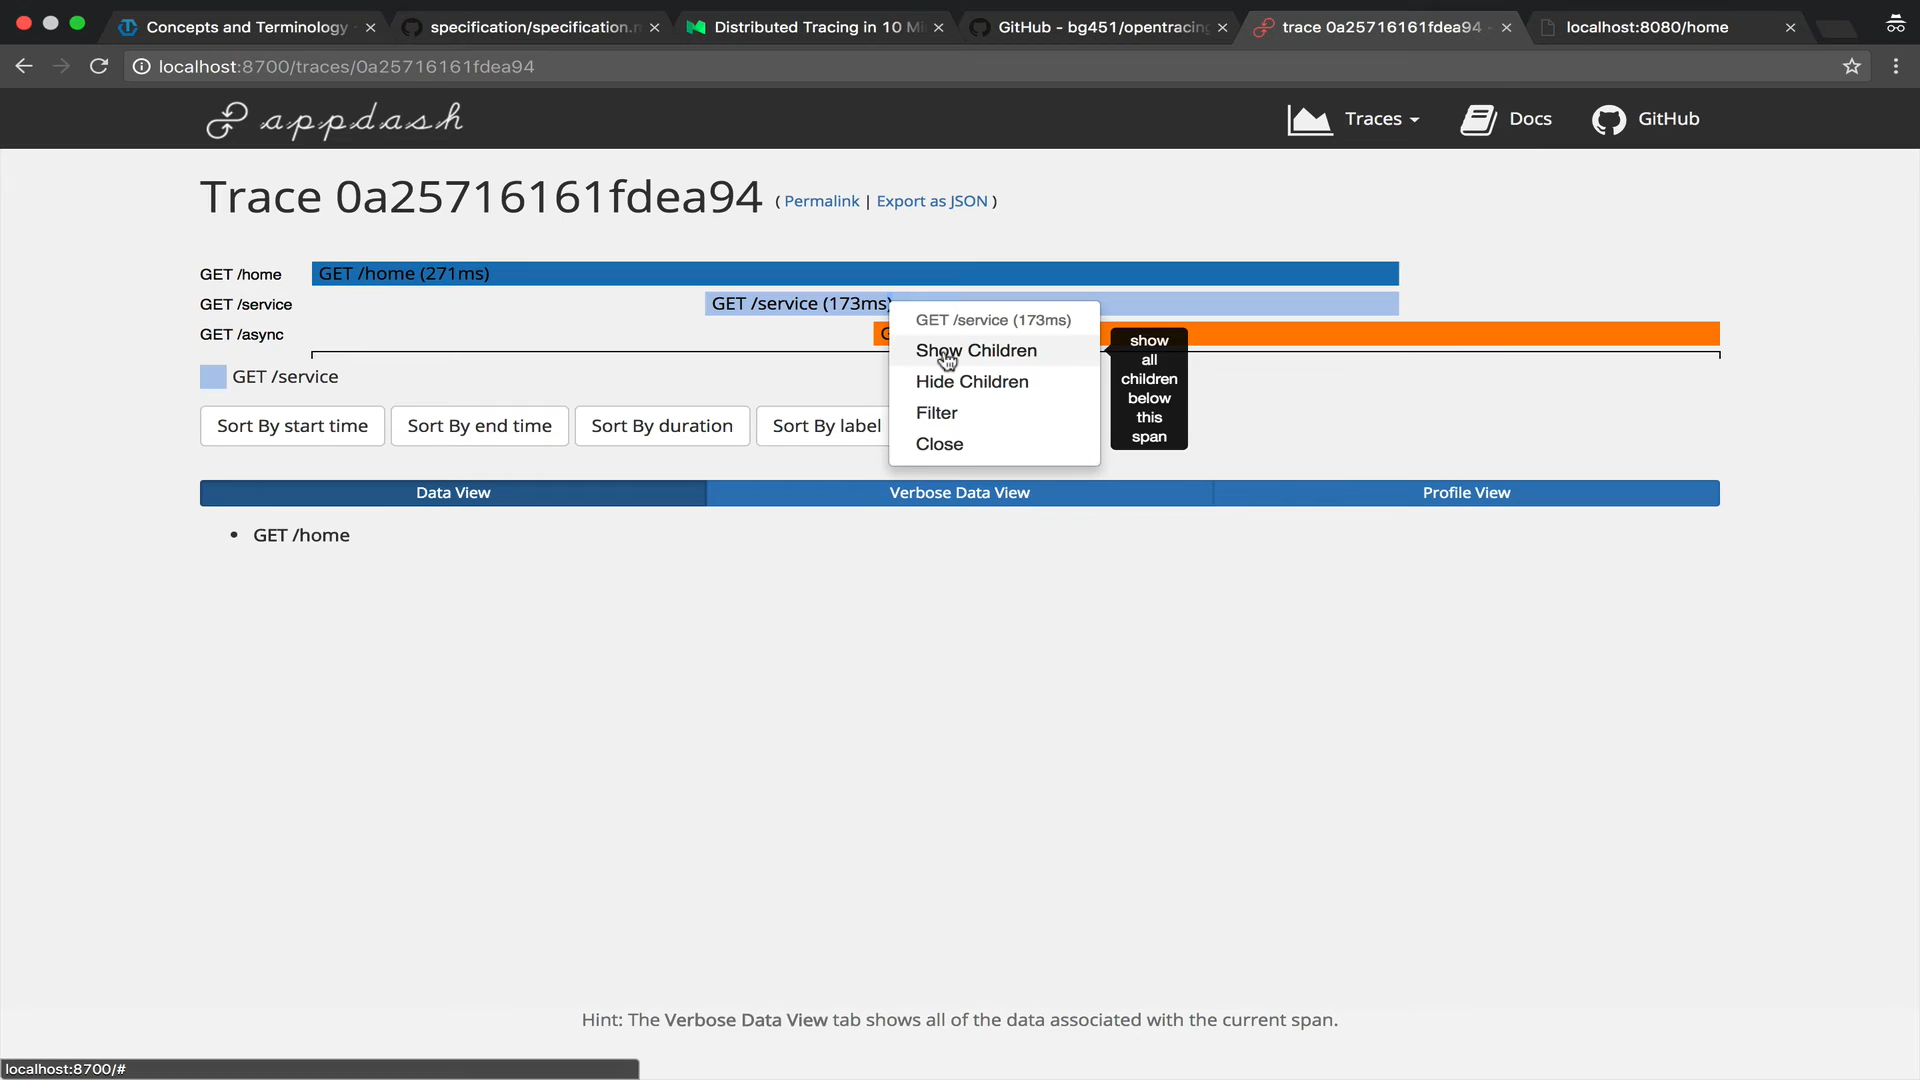 Concepts and Terminology
specification/specification.n
Distributed Tracing in 10 Mi
GitHub - bg451/opentracing
trace 0a25716161fdea94 -
localhost:8080/home
localhost:8700/traces/0a25716161fdea94
appdash
Traces
Docs
GitHub
Trace 0a25716161fdea94 ( Permalink | Export as JSON )
GET /home
GET /home (271ms)
GET /service
GET /service (173ms)
GET /async
G
GET /service (173ms)
Show Children
Hide Children
Filter
Close
show
all
children
below
this
span
GET /service
Sort By start time
Sort By end time
Sort By duration
Sort By label
Data View
Verbose Data View
Profile View
• GET /home
Hint: The Verbose Data View tab shows all of the data associated with the current span.
localhost:8700/#